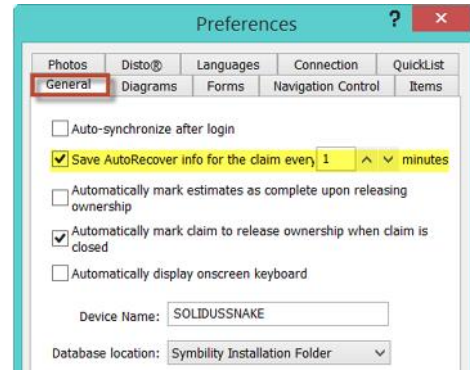 Preferences ? ×
Photos Disto® Languages Connection QuickList
General Diagrams Forms Navigation Control Items
Auto-synchronize after login
Save AutoRecover info for the claim every 1 minutes
Automatically mark estimates as complete upon releasing
ownership
Automatically mark claim to release ownership when claim is
closed
Automatically display onscreen keyboard
Device Name: SOLIDUSSNAKE
Database location: Symbility Installation Folder